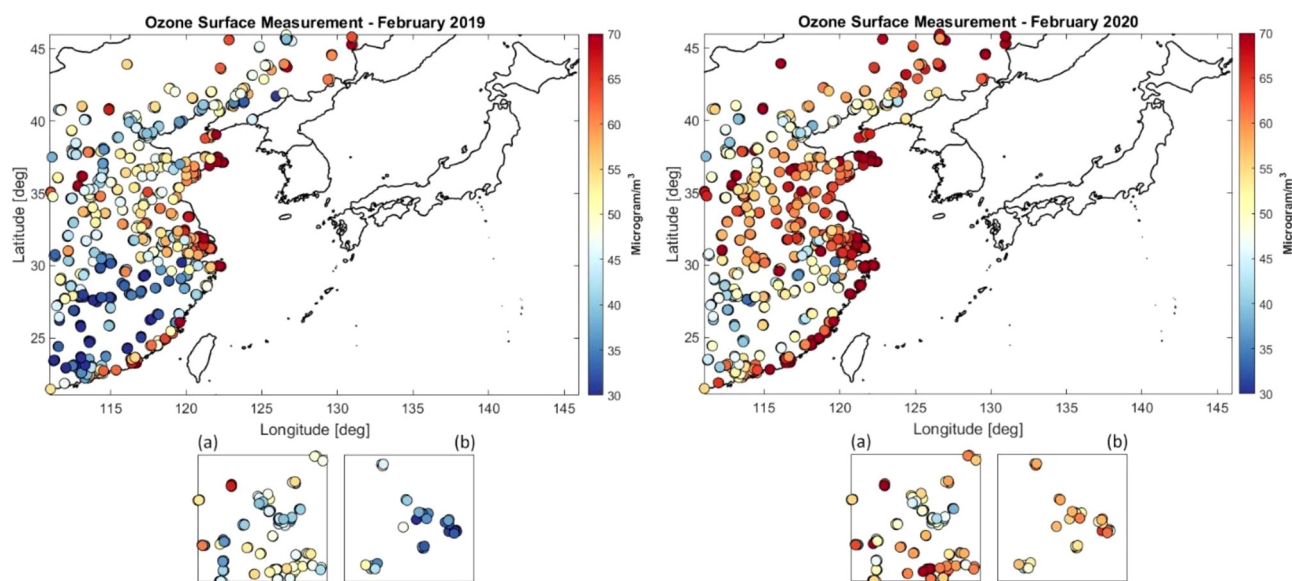 Ozone Surface Measurement - February 2019
45
40
35
30
25
Latitude [deg]
115 120 125 130 135 140 145
Longitude [deg]
70
65
60
55
50
45
40
35
30
Microgram/m³
(a) (b)
Ozone Surface Measurement - February 2020
45
40
35
30
25
Latitude [deg]
115 120 125 130 135 140 145
Longitude [deg]
70
65
60
55
50
45
40
35
30
Microgram/m³
(a) (b)